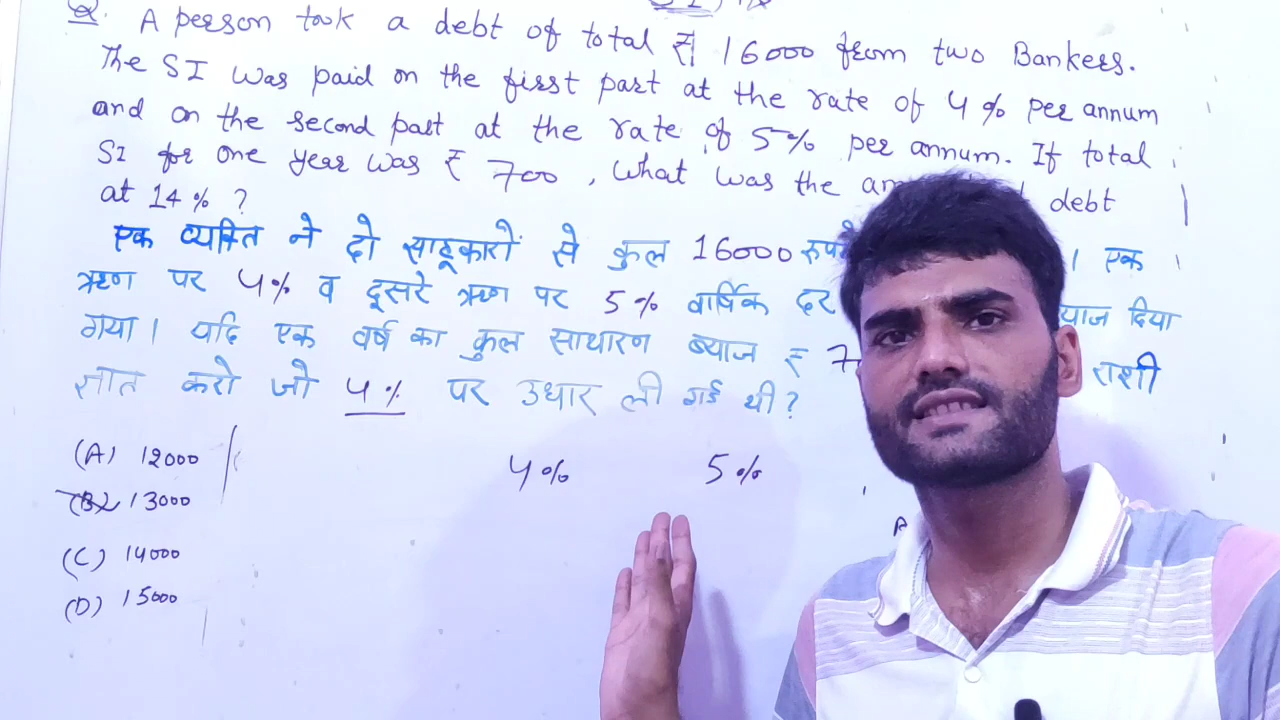 Q. A person took a debt of total ₹ 16000 from two Bankers.
The SI was paid on the first part at the rate of 4% per annum
and on the second part at the rate of 5% per annum. If total
SI for one year was ₹ 700, What was the debt
at 14% ?
एक व्यक्ति ने दो साहूकारों से कुल 16000 । एक
ऋण पर 4% व दूसरे ऋण पर 5% वार्षिक दर दिया
गया। यदि एक वर्ष का कुल साधारण ब्याज ₹ राशी
ज्ञात करो जो 4% पर उधार ली गई थी?
(A) 12000
(B) 13000
(C) 14000
(D) 15000
4% 5%